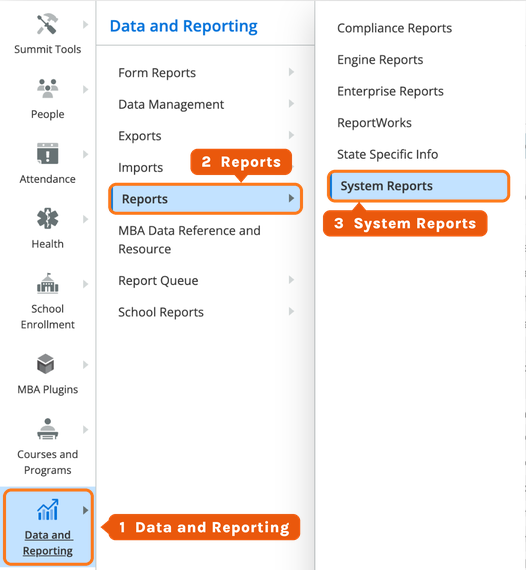 Summit Tools
People
Attendance
Health
School
Enrollment
MBA Plugins
Courses and
Programs
Data and
Reporting
1 Data and Reporting
Data and Reporting
Form Reports
Data Management
Exports
Imports
2 Reports
Reports
MBA Data Reference and
Resource
Report Queue
School Reports
Compliance Reports
Engine Reports
Enterprise Reports
ReportWorks
State Specific Info
System Reports
3 System Reports